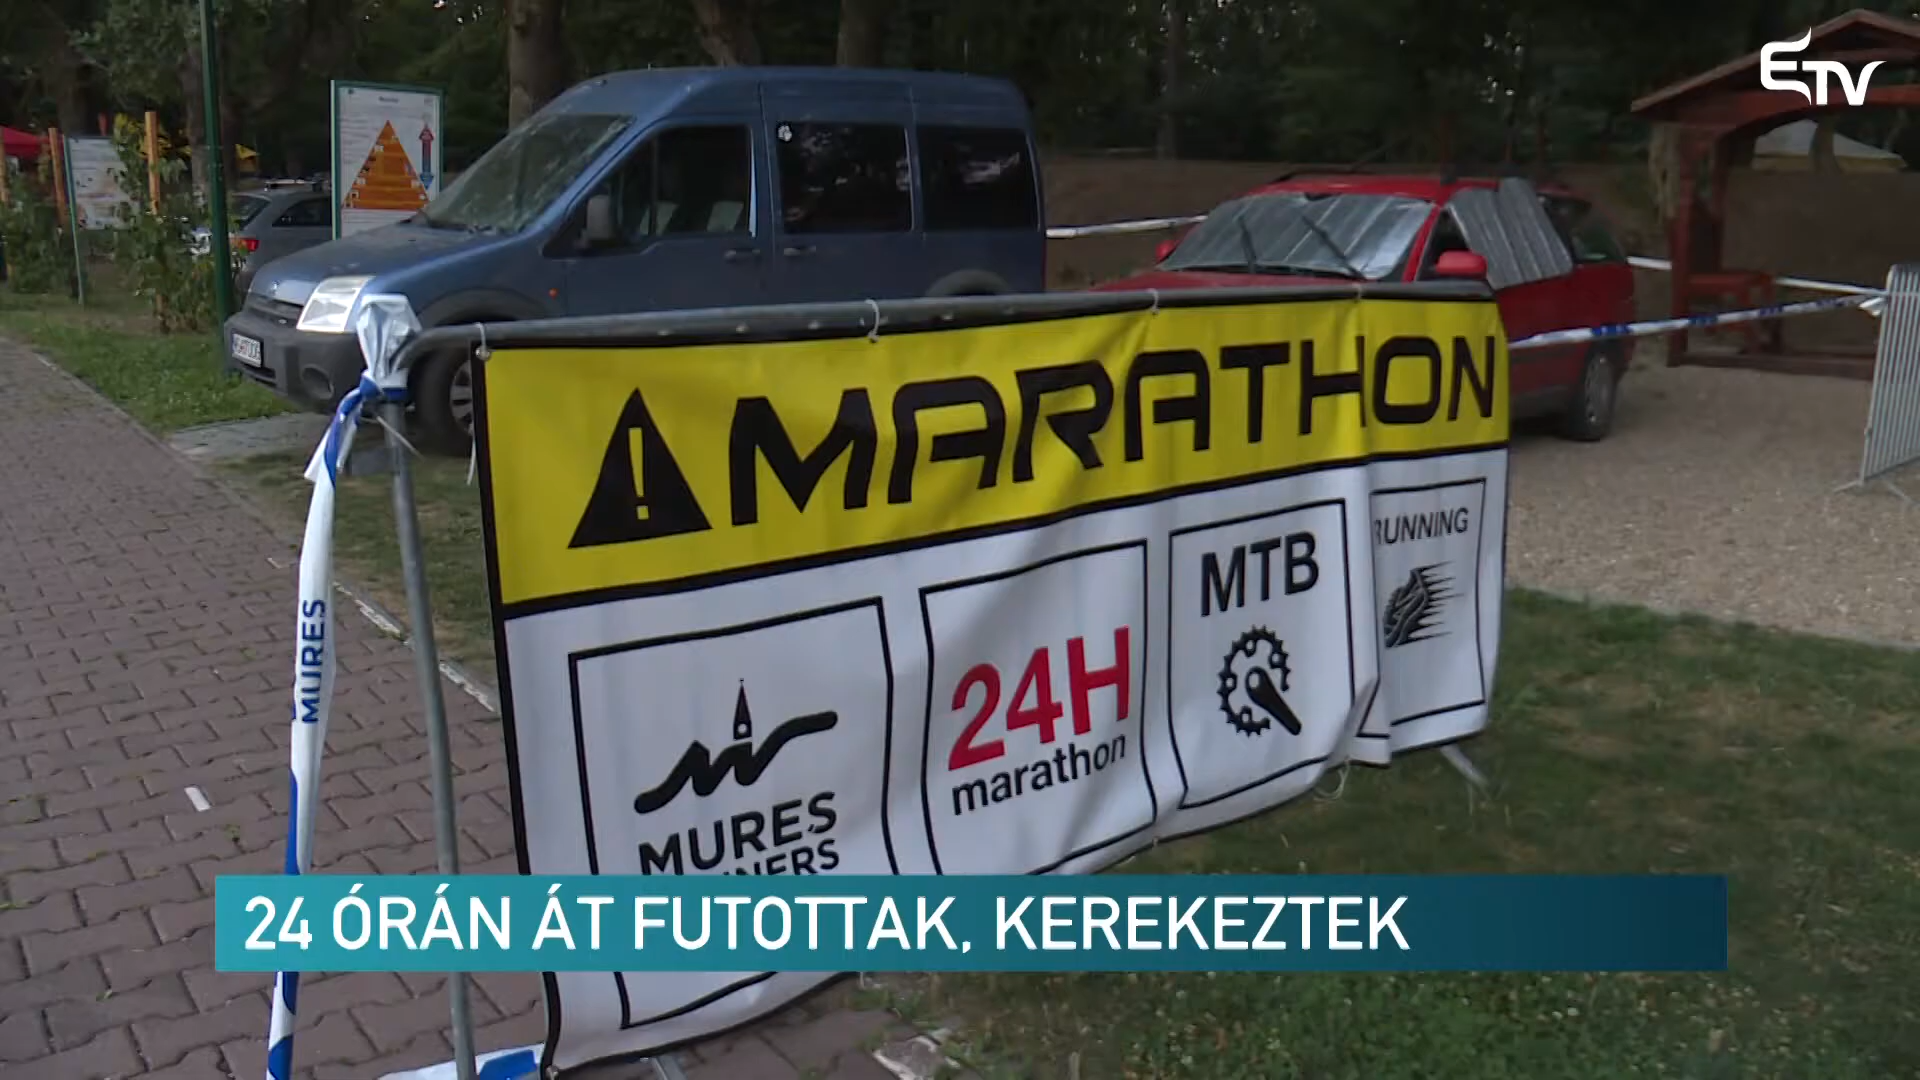 ETV
MARATHON
RUNNING
MTB
24H
marathon
MURES
MURES
24 ÓRÁN ÁT FUTOTTAK, KEREKEZTEK